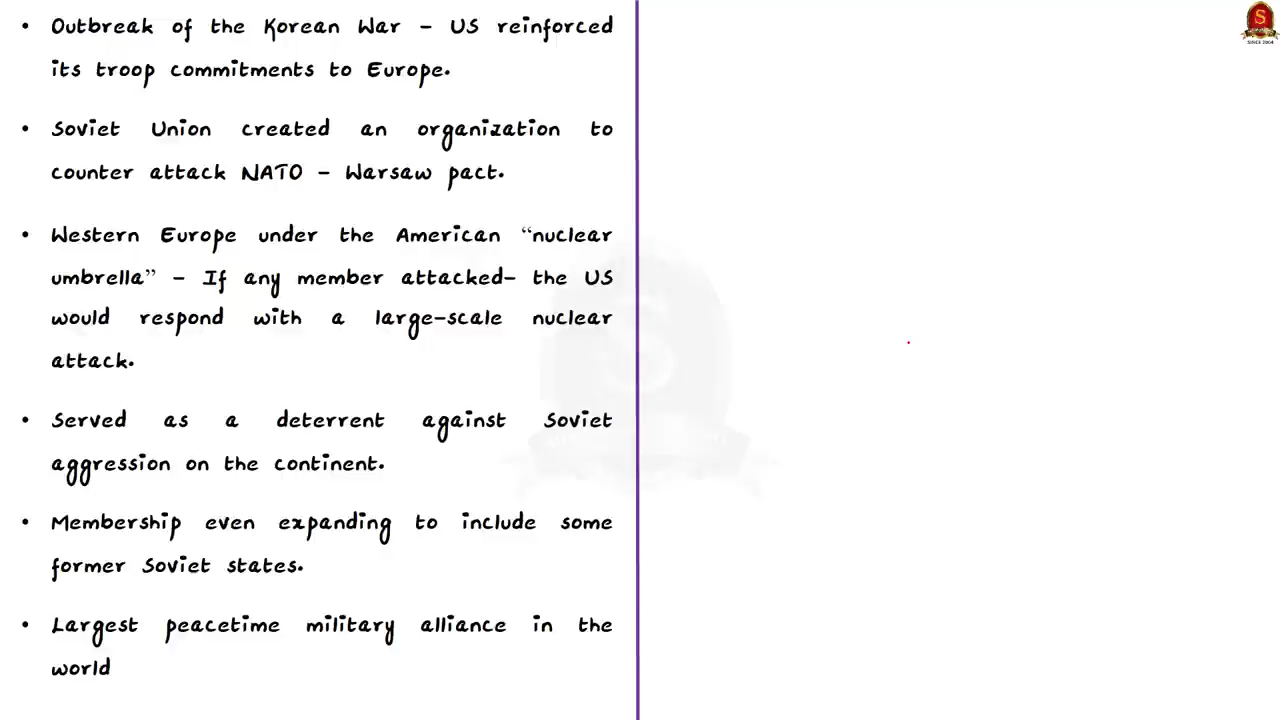 • Outbreak of the Korean War – US reinforced
its troop commitments to Europe.
• Soviet Union created an organization to
counter attack NATO – Warsaw pact.
• Western Europe under the American “nuclear
umbrella” – If any member attacked– the US
would respond with a large-scale nuclear
attack.
• Served as a deterrent against Soviet
aggression on the continent.
• Membership even expanding to include some
former Soviet states.
• Largest peacetime military alliance in the
world
S
SINCE 2004